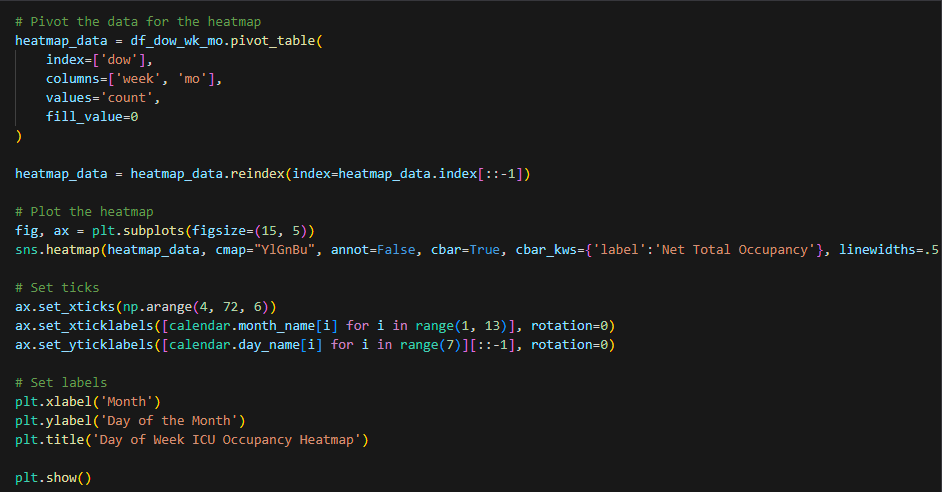 # Pivot the data for the heatmap
heatmap_data = df_dow_wk_mo.pivot_table(
    index=['dow'],
    columns=['week', 'mo'],
    values='count',
    fill_value=0
)

heatmap_data = heatmap_data.reindex(index=heatmap_data.index[::-1])

# Plot the heatmap
fig, ax = plt.subplots(figsize=(15, 5))
sns.heatmap(heatmap_data, cmap="YlGnBu", annot=False, cbar=True, cbar_kws={'label':'Net Total Occupancy'}, linewidths=.5

# Set ticks
ax.set_xticks(np.arange(4, 72, 6))
ax.set_xticklabels([calendar.month_name[i] for i in range(1, 13)], rotation=0)
ax.set_yticklabels([calendar.day_name[i] for i in range(7)][::-1], rotation=0)

# Set labels
plt.xlabel('Month')
plt.ylabel('Day of the Month')
plt.title('Day of Week ICU Occupancy Heatmap')

plt.show()